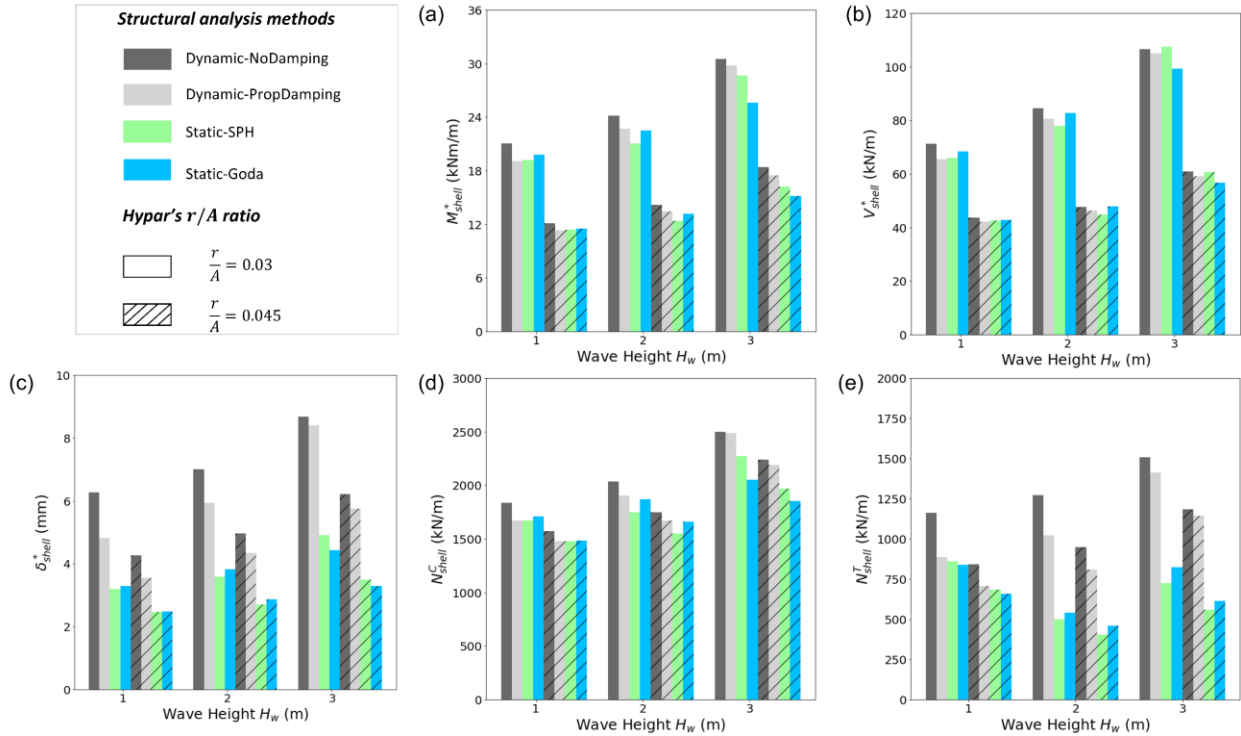 Structural analysis methods
Dynamic-NoDamping
Dynamic-PropDamping
Static-SPH
Static-Goda
Hypar's r/A ratio
r/A = 0.03
r/A = 0.045
(a)
36
30
24
18
12
6
0
M*shell (kNm/m)
1 2 3
Wave Height Hw (m)
(b)
120
100
80
60
40
20
0
V*shell (kN/m)
1 2 3
Wave Height Hw (m)
(c)
10
8
6
4
2
0
δ*shell (mm)
1 2 3
Wave Height Hw (m)
(d)
3000
2500
2000
1500
1000
500
0
N^C shell (kN/m)
1 2 3
Wave Height Hw (m)
(e)
2000
1750
1500
1250
1000
750
500
250
0
N^T shell (kN/m)
1 2 3
Wave Height Hw (m)